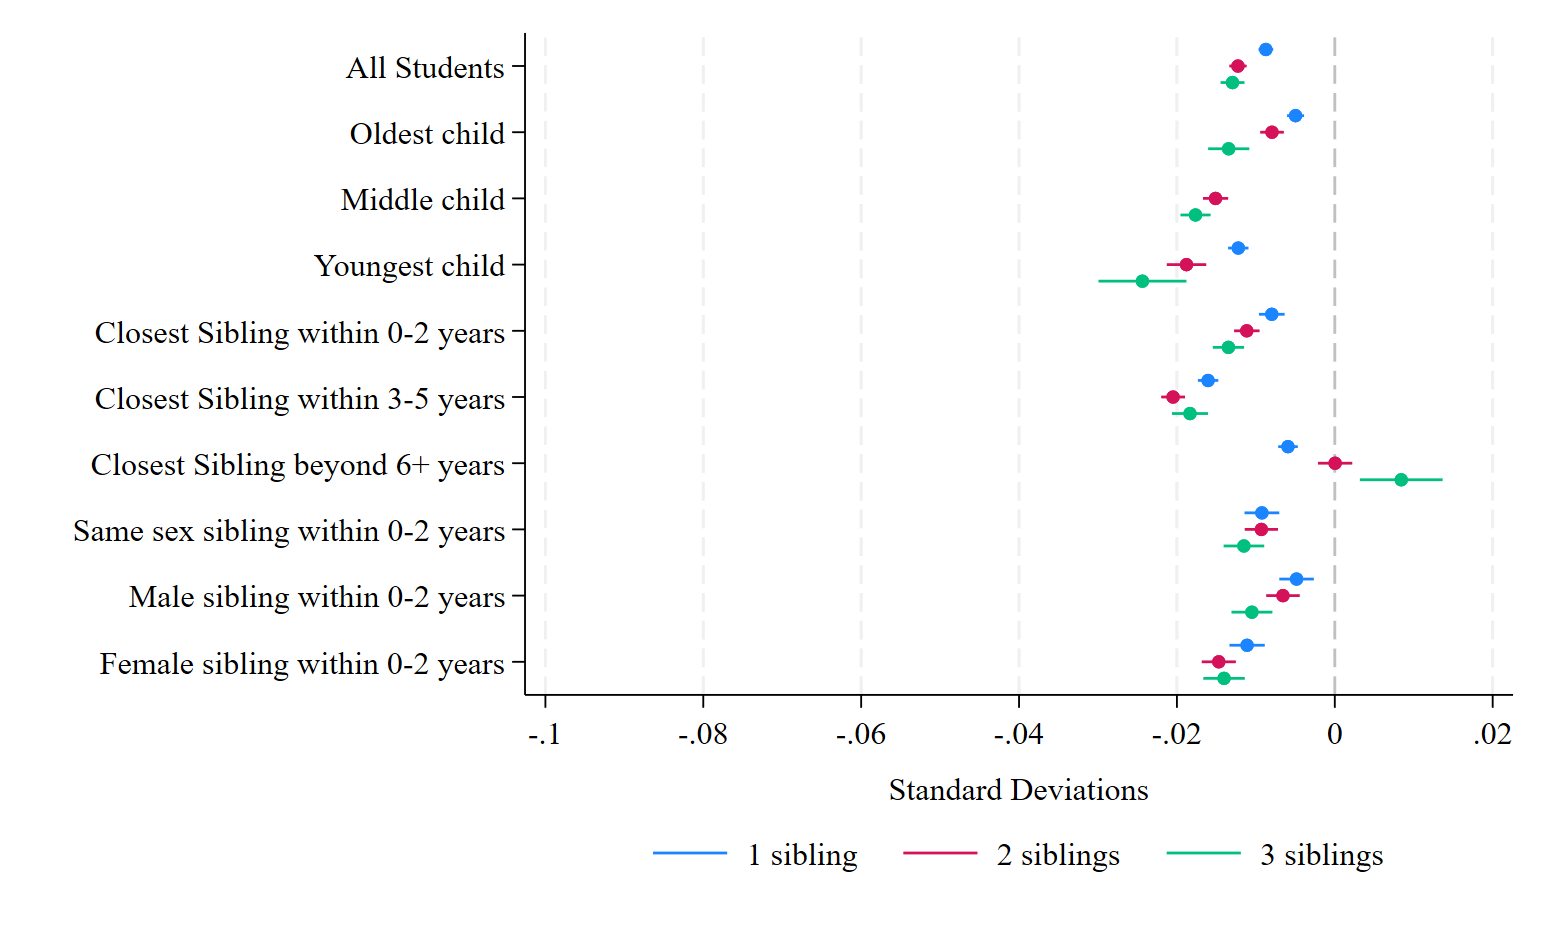 All Students
Oldest child
Middle child
Youngest child
Closest Sibling within 0-2 years
Closest Sibling within 3-5 years
Closest Sibling beyond 6+ years
Same sex sibling within 0-2 years
Male sibling within 0-2 years
Female sibling within 0-2 years
-.1 -.08 -.06 -.04 -.02 0 .02
Standard Deviations
1 sibling 2 siblings 3 siblings